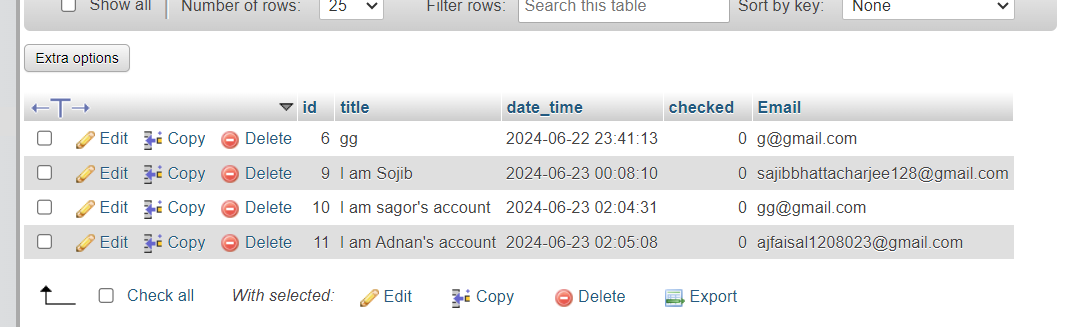 Show all Number of rows: 25 Filter rows: Search this table Sort by key: None
Extra options
←T→ id title date_time checked Email
Edit Copy Delete 6 gg 2024-06-22 23:41:13 0 g@gmail.com
Edit Copy Delete 9 I am Sojib 2024-06-23 00:08:10 0 sajibbhattacharjee128@gmail.com
Edit Copy Delete 10 I am sagor's account 2024-06-23 02:04:31 0 gg@gmail.com
Edit Copy Delete 11 I am Adnan's account 2024-06-23 02:05:08 0 ajfaisal1208023@gmail.com
Check all With selected: Edit Copy Delete Export